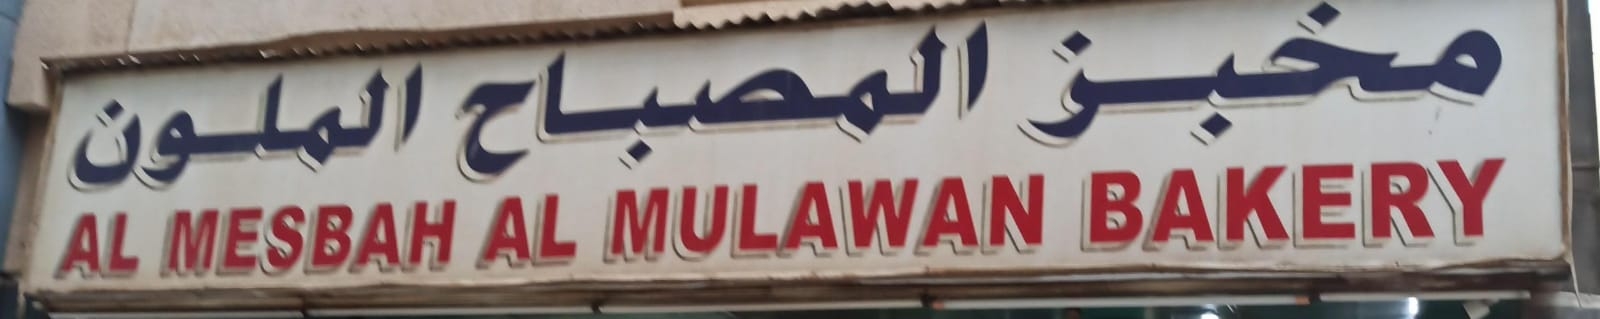 مخبز المصباح الملون
AL MESBAH AL MULAWAN BAKERY